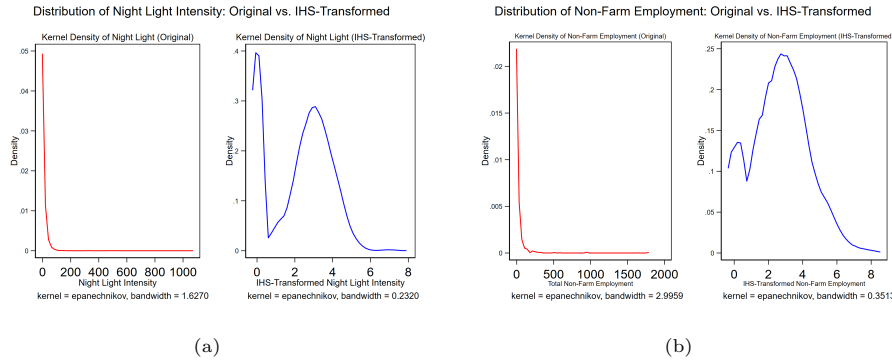 Distribution of Night Light Intensity: Original vs. IHS-Transformed
Kernel Density of Night Light (Original)
Density
.05
.04
.03
.02
.01
0
0 200 400 600 800 1000
Night Light Intensity
kernel = epanechnikov, bandwidth = 1.6270
Kernel Density of Night Light (IHS-Transformed)
Density
.4
.3
.2
.1
0
0 2 4 6 8
IHS-Transformed Night Light Intensity
kernel = epanechnikov, bandwidth = 0.2320
(a)
Distribution of Non-Farm Employment: Original vs. IHS-Transformed
Kernel Density of Non-Farm Employment (Original)
Density
.02
.015
.01
.005
0
0 500 1000 1500 2000
Total Non-Farm Employment
kernel = epanechnikov, bandwidth = 2.9959
Kernel Density of Non-Farm Employment (IHS-Transformed
Density
.25
.2
.15
.1
.05
0
0 2 4 6 8
IHS-Transformed Non-Farm Employment
kernel = epanechnikov, bandwidth = 0.3513
(b)